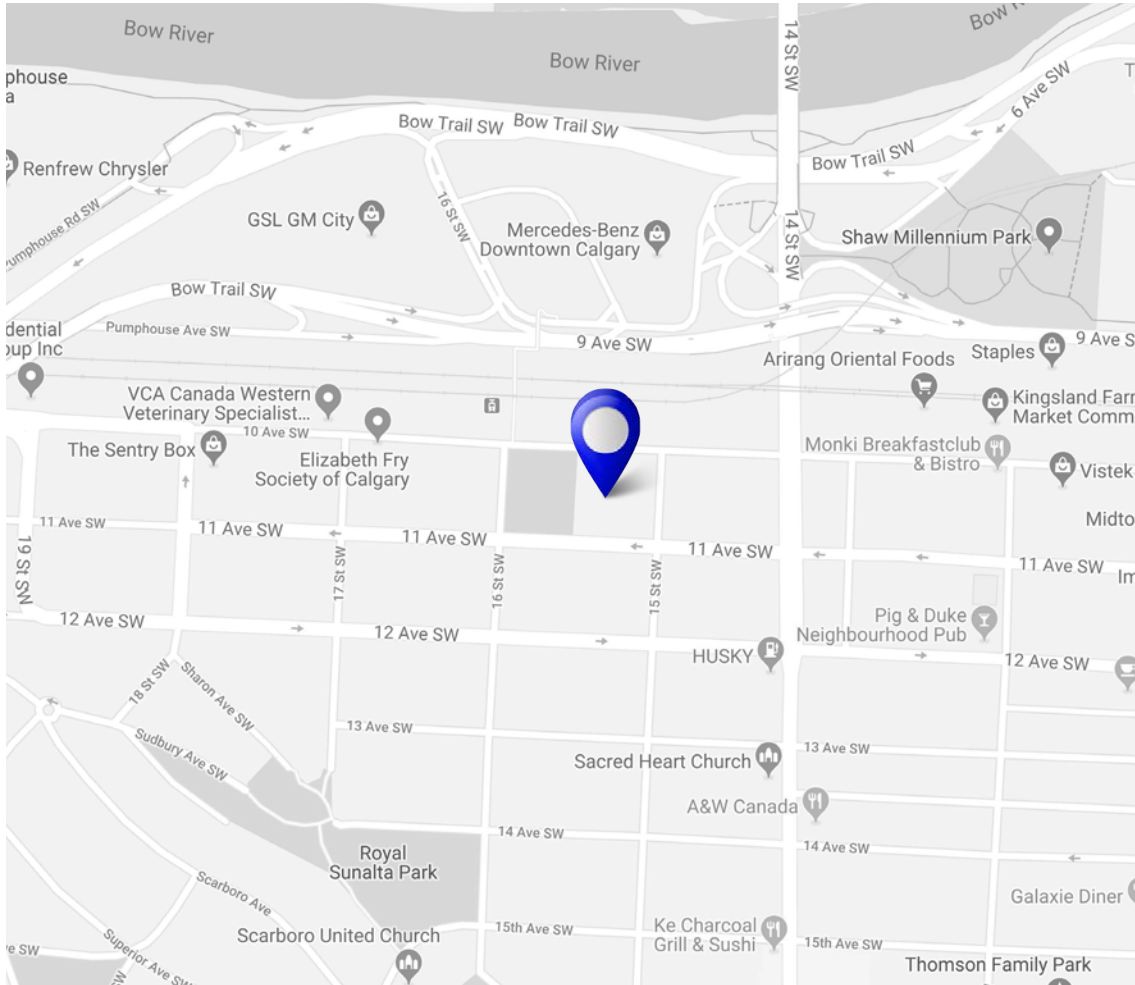 Bow River
Bow River
Bow
14 St SW
phouse
a
6 Ave SW
Bow Trail SW
Bow Trail SW
Bow Trail SW
Renfrew Chrysler
16 St SW
GSL GM City
Mercedes-Benz
Downtown Calgary
14 St SW
Shaw Millennium Park
Pumphouse Rd SW
Bow Trail SW
Pumphouse Ave SW
dential
oup Inc
9 Ave SW
9 Ave S
Staples
Arirang Oriental Foods
VCA Canada Western
Veterinary Specialist...
Kingsland Farr
Market Comm
10 Ave SW
The Sentry Box
Elizabeth Fry
Society of Calgary
Monki Breakfastclub
& Bistro
Vistek
11 Ave SW
11 Ave SW
11 Ave SW
11 Ave SW
11 Ave SW
Midto
Im
19 St SW
17 St SW
16 St SW
15 St SW
12 Ave SW
12 Ave SW
12 Ave SW
Pig & Duke
Neighbourhood Pub
HUSKY
18 St SW
Sharon Ave SW
Sudbury Ave SW
13 Ave SW
13 Ave SW
Sacred Heart Church
A&W Canada
14 Ave SW
14 Ave SW
Royal
Sunalta Park
Scarboro Ave
Galaxie Diner
Scarboro United Church
15th Ave SW
15th Ave SW
Ke Charcoal
Grill & Sushi
ve SW
Superior Ave SW
SW
Thomson Family Park